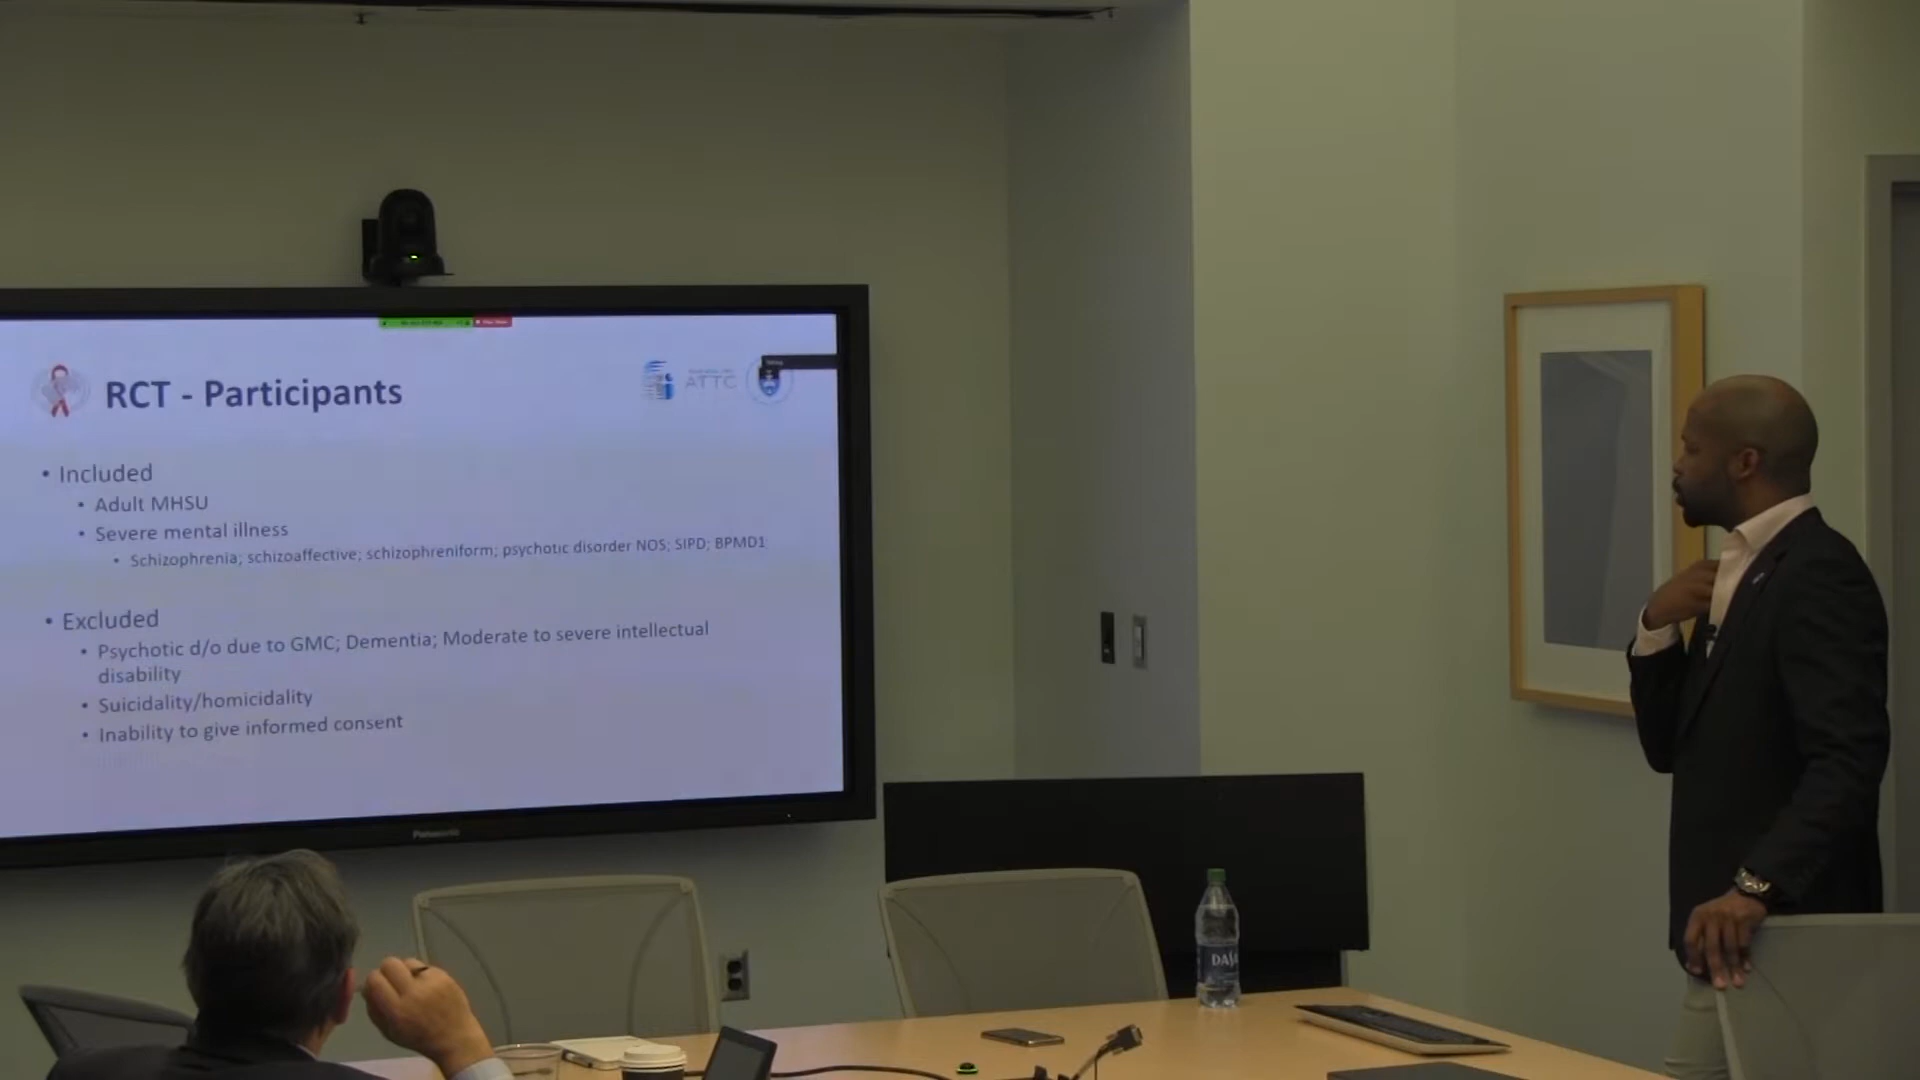 RCT - Participants
ATTC
• Included
• Adult MHSU
• Severe mental illness
• Schizophrenia; schizoaffective; schizophreniform; psychotic disorder NOS; SIPD; BPMD1
• Excluded
• Psychotic d/o due to GMC; Dementia; Moderate to severe intellectual
disability
• Suicidality/homicidality
• Inability to give informed consent
Panasonic
DASA